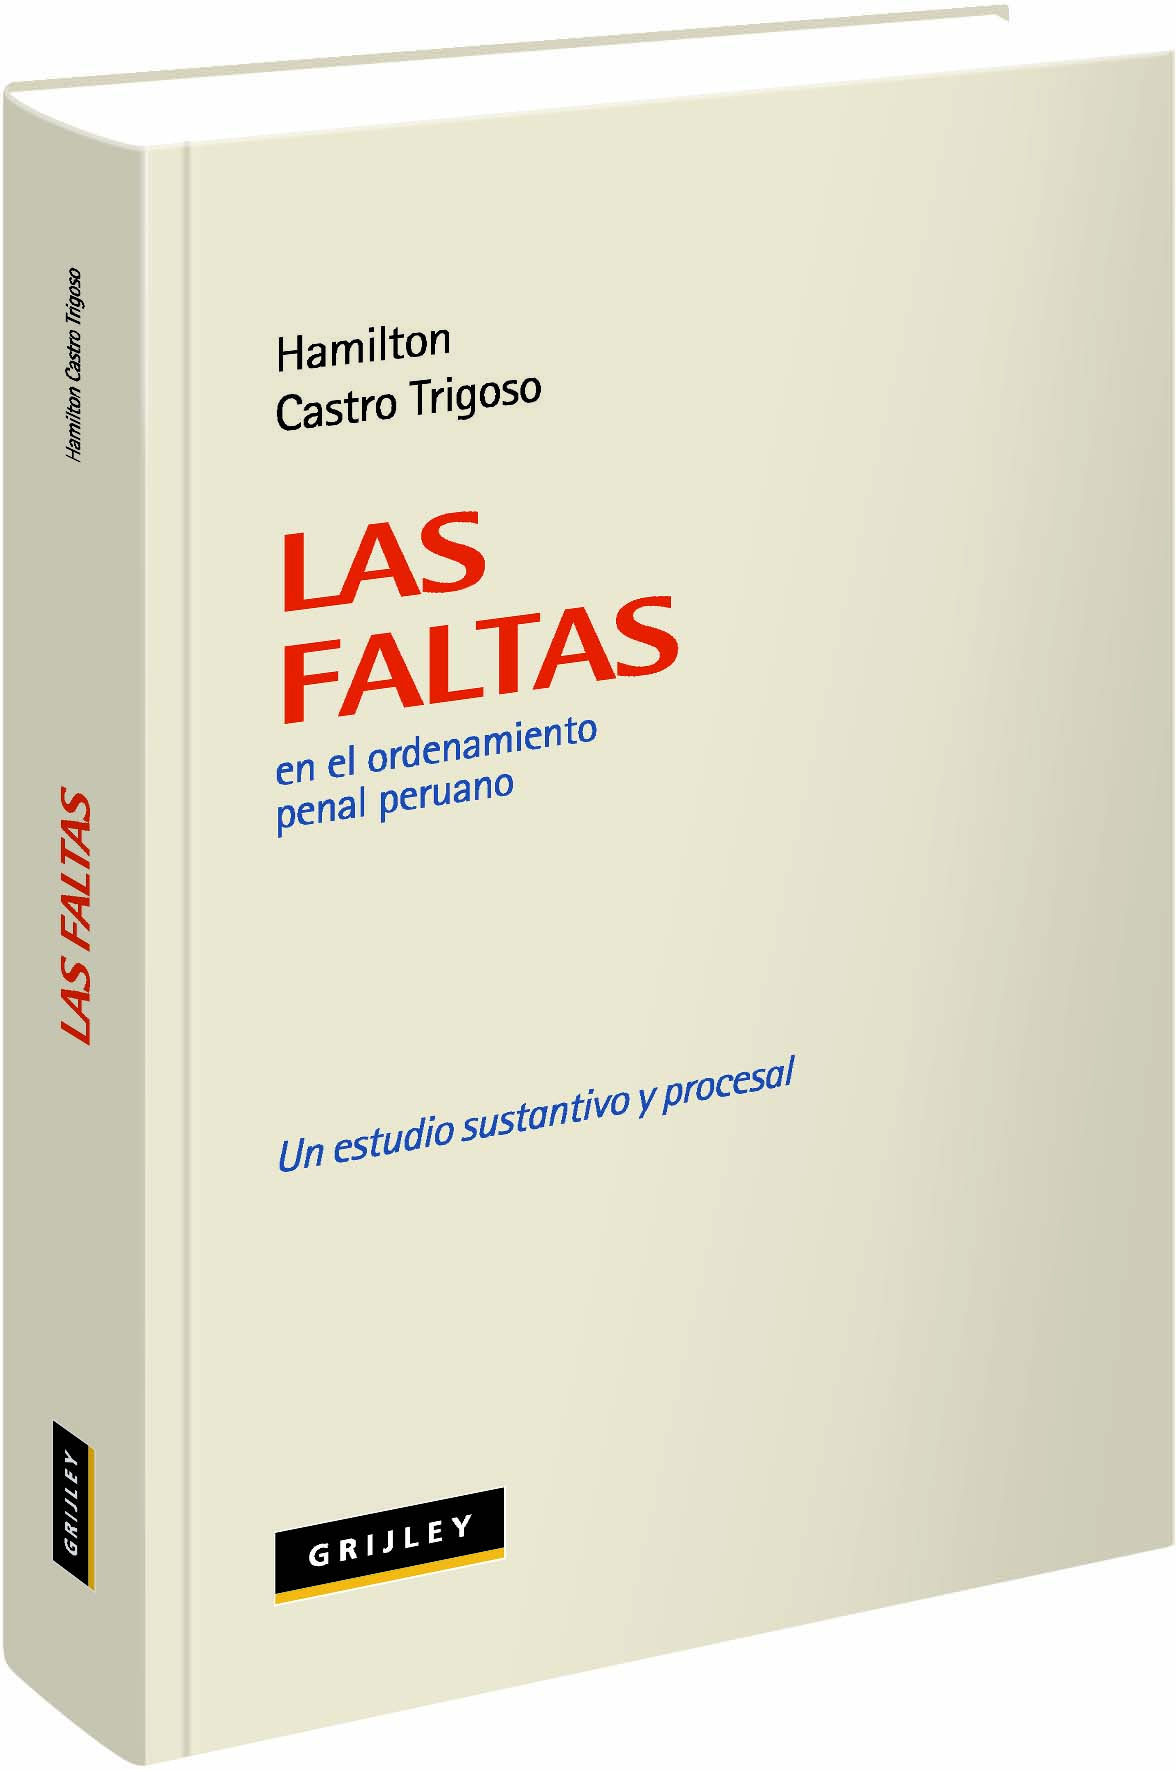 Hamilton Castro Trigoso
LAS FALTAS
GRIJLEY
Hamilton
Castro Trigoso
LAS
FALTAS
en el ordenamiento
penal peruano
Un estudio sustantivo y procesal
GRIJLEY